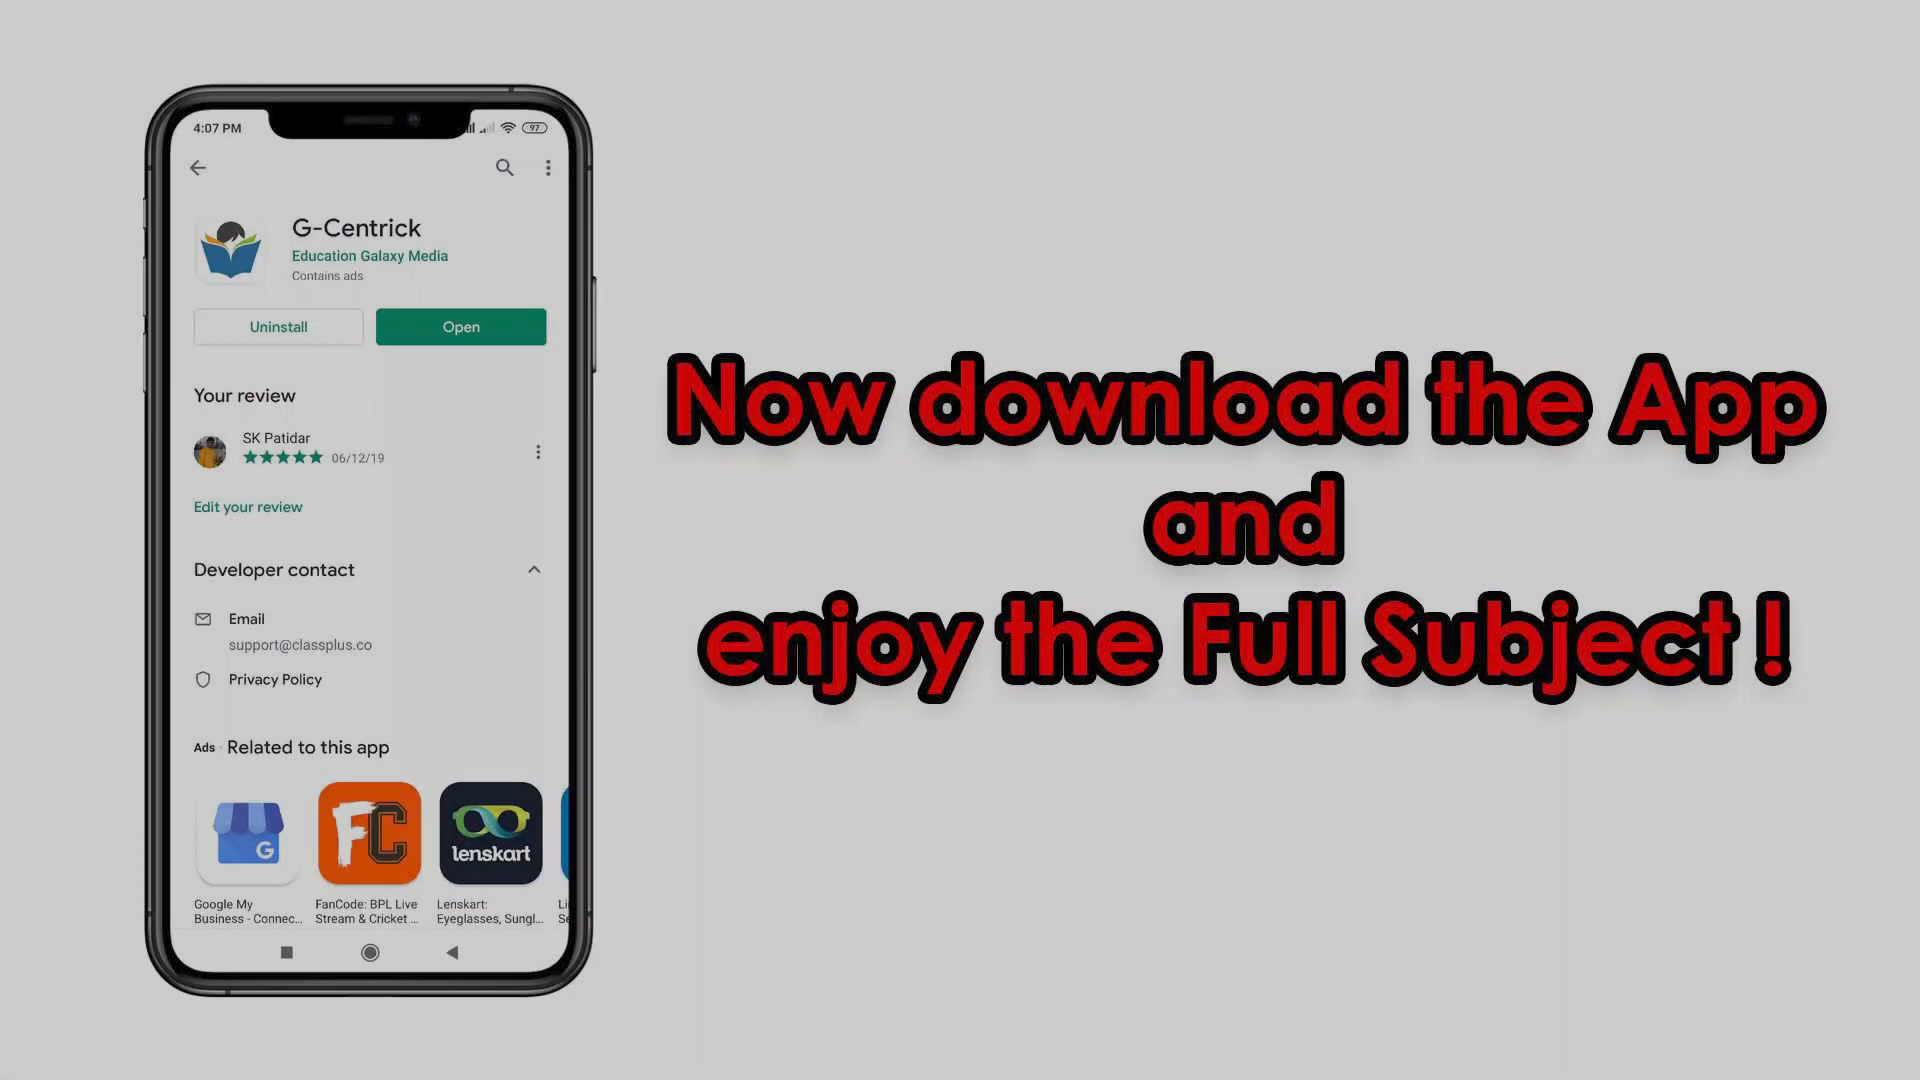 4:07 PM
97
G-Centrick
Education Galaxy Media
Contains ads
Uninstall
Open
Your review
SK Patidar
06/12/19
Edit your review
Developer contact
Email
support@classplus.co
Privacy Policy
Ads · Related to this app
G
FC
lenskart
Google My
Business - Connec...
FanCode: BPL Live
Stream & Cricket ...
Lenskart:
Eyeglasses, Sungl...
Li
Se
Now download the App
and
enjoy the Full Subject !